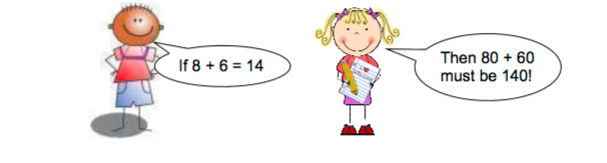 If 8 + 6 = 14
Then 80 + 60
must be 140!